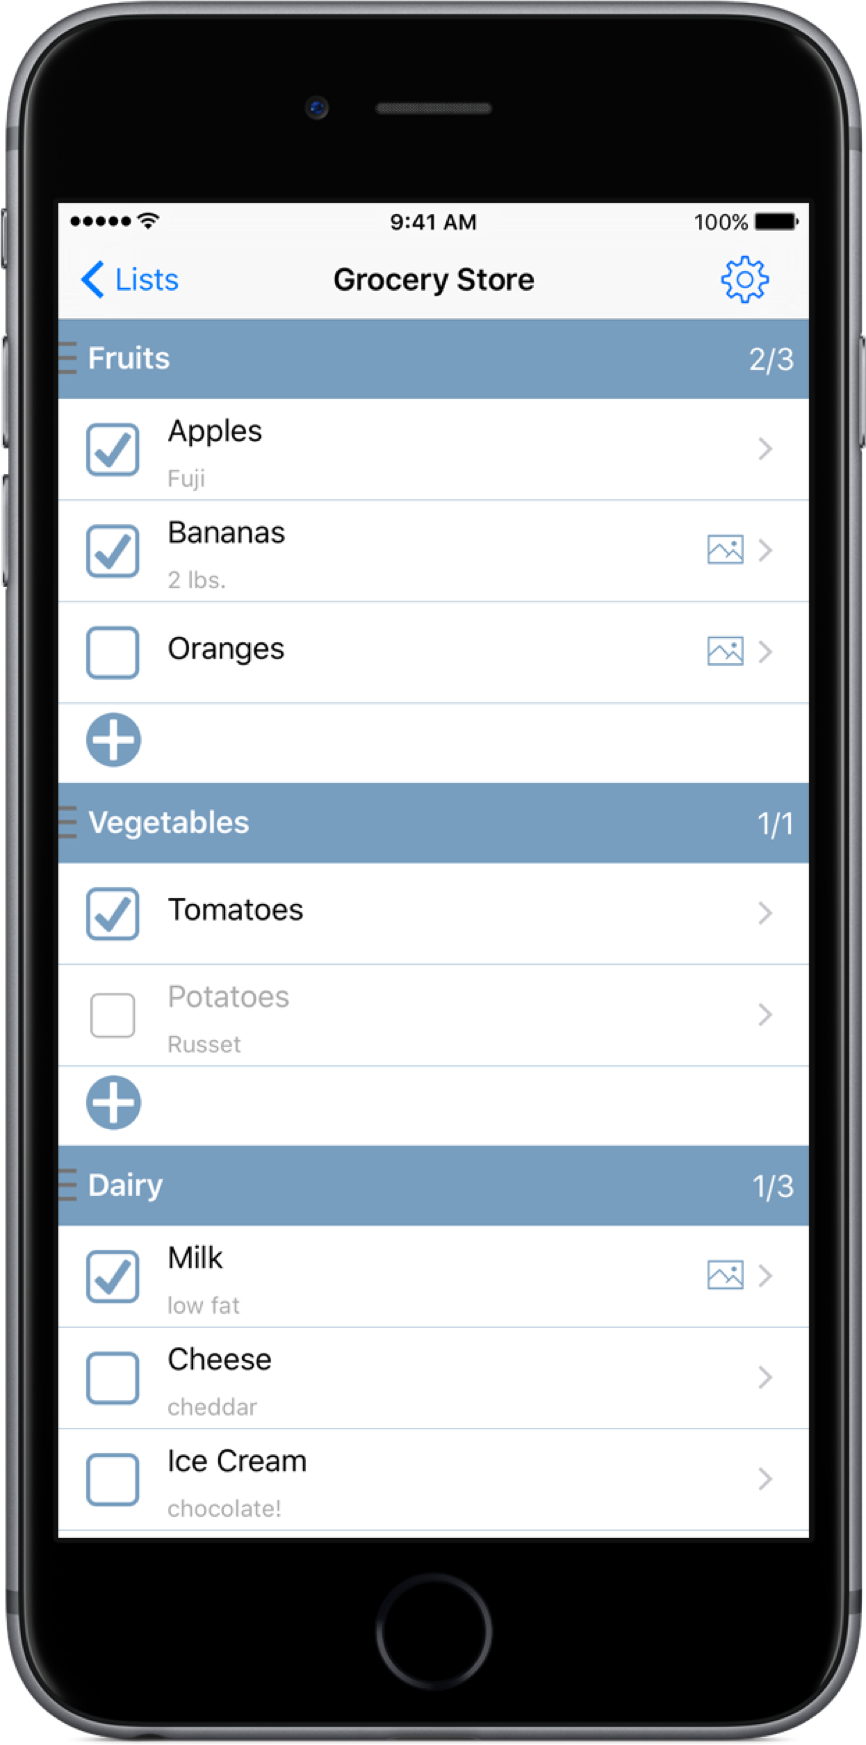 9:41 AM 100%
Lists Grocery Store
Fruits 2/3
Apples
Fuji
Bananas
2 lbs.
Oranges
Vegetables 1/1
Tomatoes
Potatoes
Russet
Dairy 1/3
Milk
low fat
Cheese
cheddar
Ice Cream
chocolate!